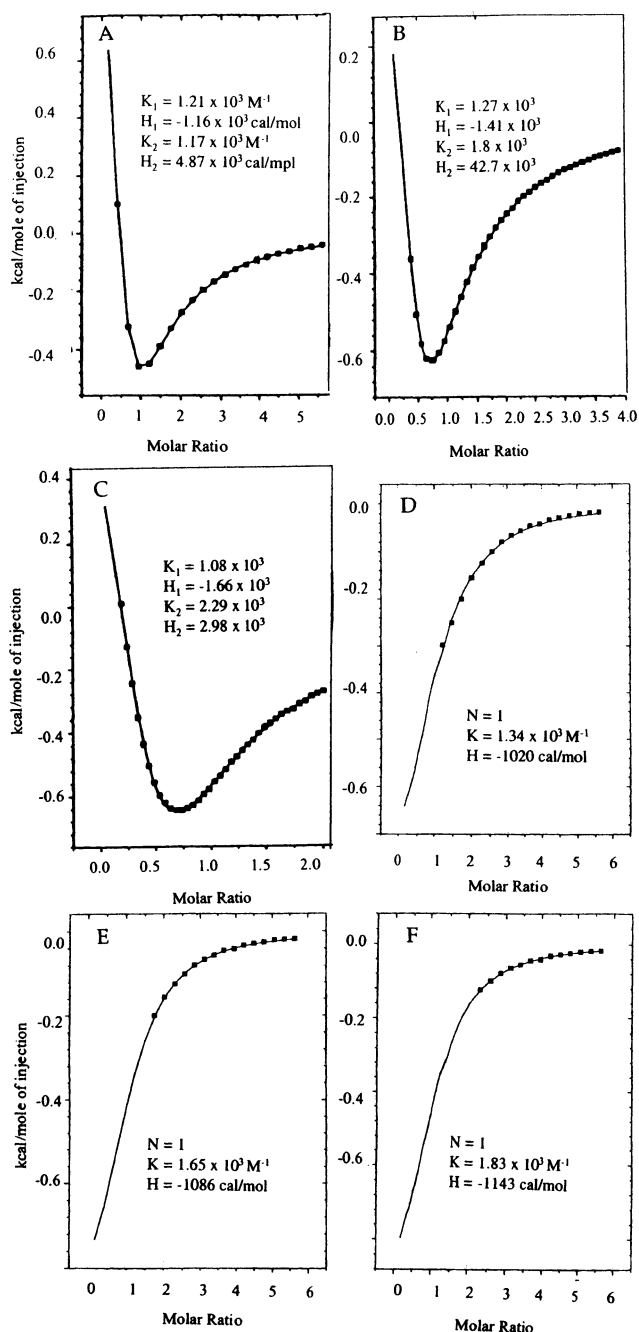 A
0.6
0.4
0.2
0.0
-0.2
-0.4
K1 = 1.21 x 10³ M⁻¹
H1 = -1.16 x 10³ cal/mol
K2 = 1.17 x 10³ M⁻¹
H2 = 4.87 x 10³ cal/mpl
kcal/mole of injection
0 1 2 3 4 5
Molar Ratio
B
0.2
0.0
-0.2
-0.4
-0.6
K1 = 1.27 x 10³
H1 = -1.41 x 10³
K2 = 1.8 x 10³
H2 = 42.7 x 10³
0.0 0.5 1.0 1.5 2.0 2.5 3.0 3.5 4.0
Molar Ratio
C
0.4
0.2
0.0
-0.2
-0.4
-0.6
K1 = 1.08 x 10³
H1 = -1.66 x 10³
K2 = 2.29 x 10³
H2 = 2.98 x 10³
kcal/mole of injection
0.0 0.5 1.0 1.5 2.0
Molar Ratio
D
0.0
-0.2
-0.4
-0.6
N = 1
K = 1.34 x 10³ M⁻¹
H = -1020 cal/mol
0 1 2 3 4 5 6
Molar Ratio
E
0.0
-0.2
-0.4
-0.6
N = 1
K = 1.65 x 10³ M⁻¹
H = -1086 cal/mol
kcal/mole of injection
0 1 2 3 4 5 6
Molar Ratio
F
0.0
-0.2
-0.4
-0.6
N = 1
K = 1.83 x 10³ M⁻¹
H = -1143 cal/mol
0 1 2 3 4 5 6
Molar Ratio